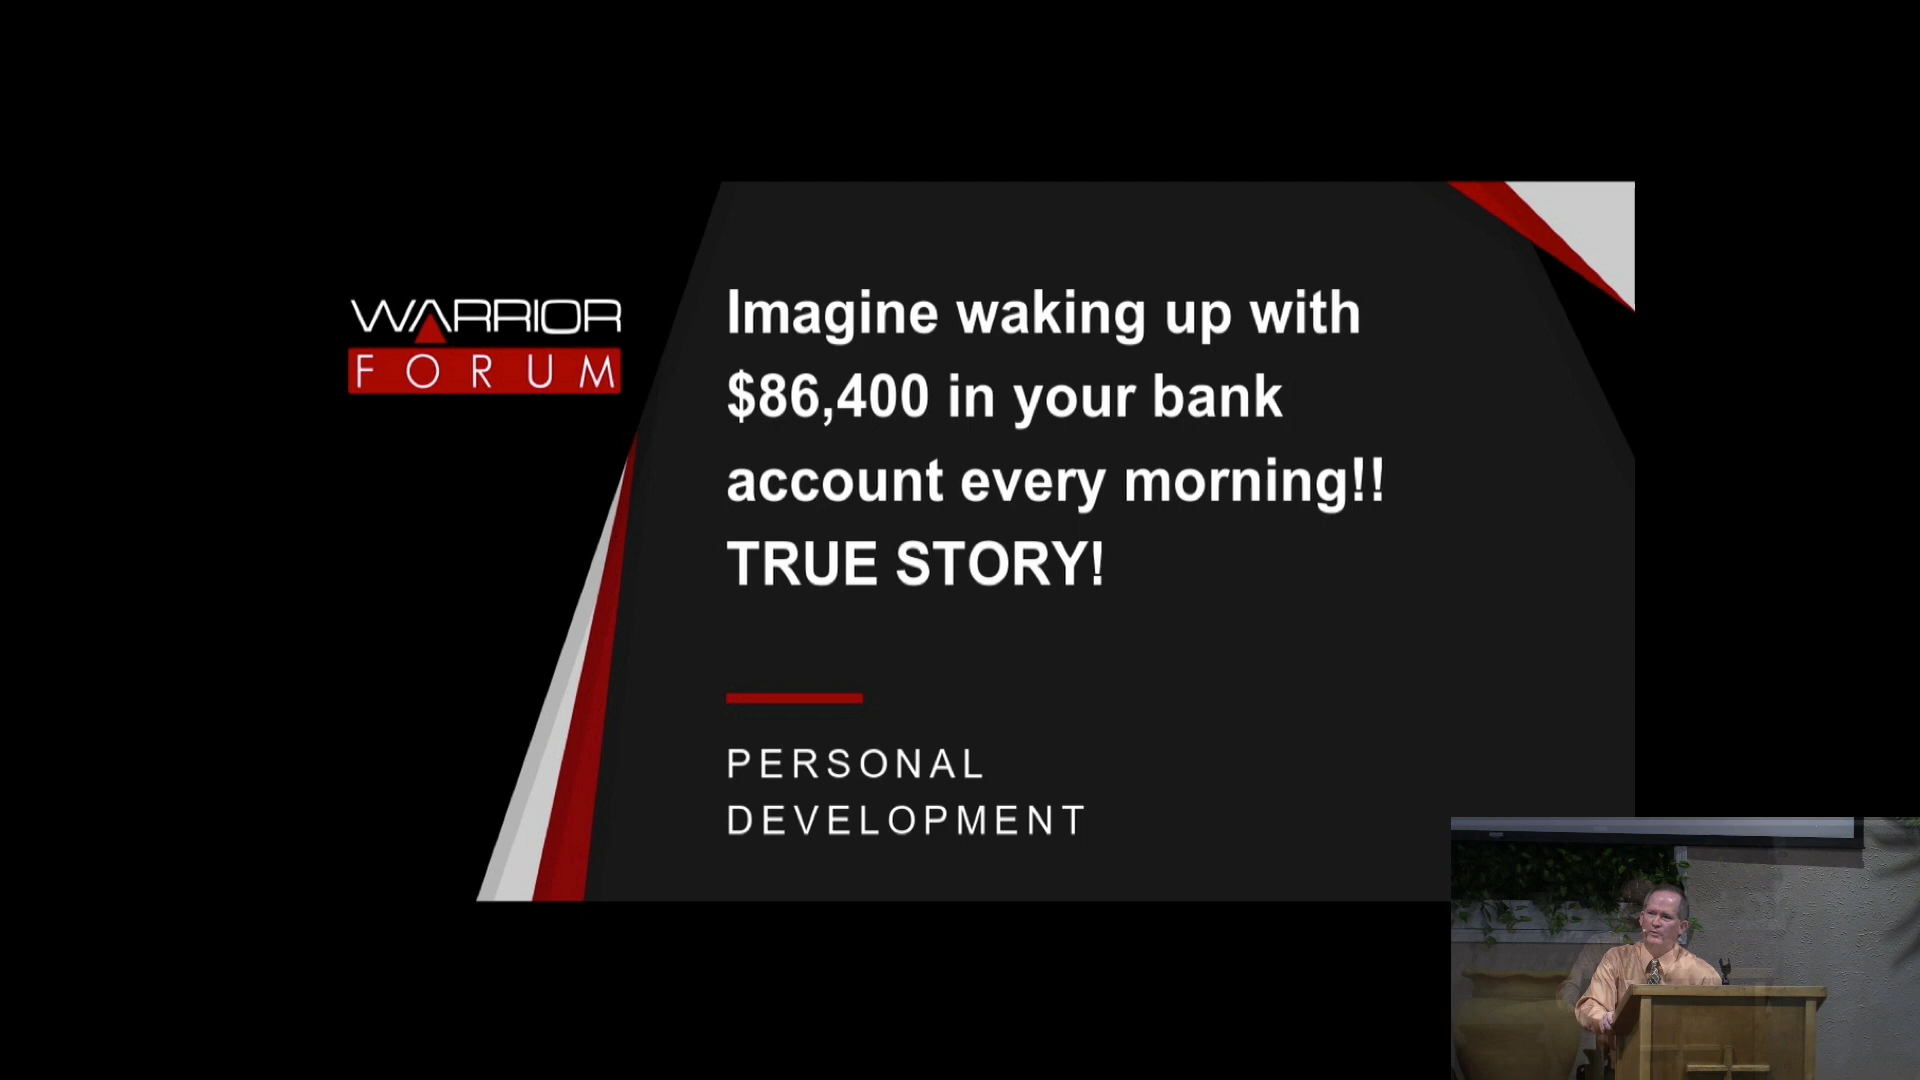 WARRIOR
FORUM
Imagine waking up with
$86,400 in your bank
account every morning!!
TRUE STORY!
PERSONAL
DEVELOPMENT